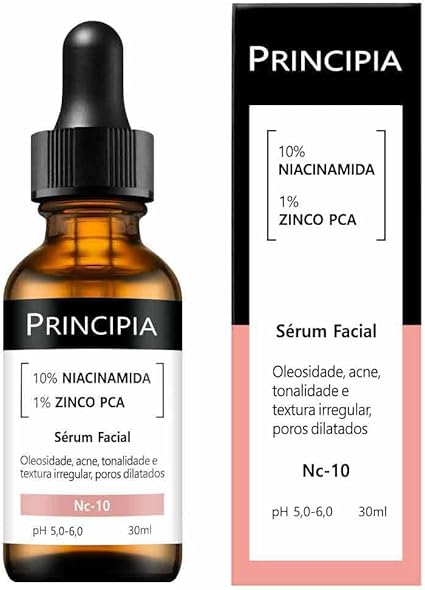 PRINCIPIA
10% NIACINAMIDA
1% ZINCO PCA
Sérum Facial
Oleosidade, acne, tonalidade e
textura irregular, poros dilatados
Nc-10
pH 5,0-6,0 30ml
PRINCIPIA
10%
NIACINAMIDA
1%
ZINCO PCA
Sérum Facial
Oleosidade, acne,
tonalidade e
textura irregular,
poros dilatados
Nc-10
pH 5,0-6,0 30ml